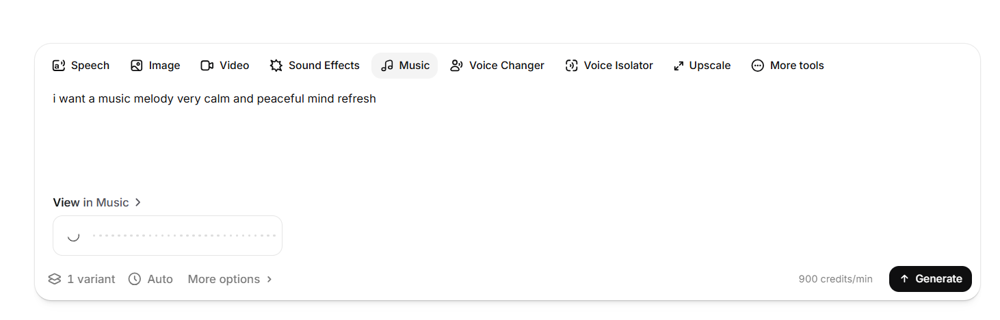 Speech Image Video Sound Effects Music Voice Changer Voice Isolator Upscale More tools
i want a music melody very calm and peaceful mind refresh
View in Music
1 variant Auto More options 900 credits/min Generate